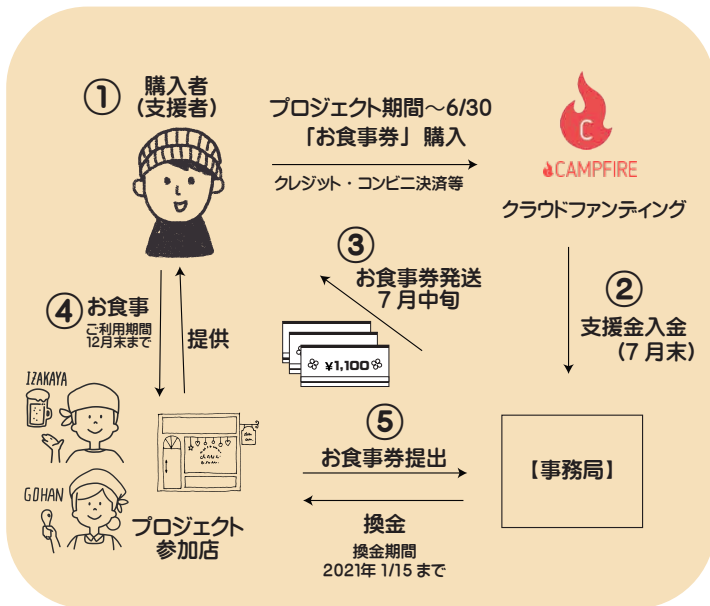 ① 購入者
(支援者)
プロジェクト期間〜6/30
「お食事券」購入
クレジット・コンビニ決済等
C
CAMPFIRE
クラウドファンディング
② 
支援金入金
(7月末)
③
お食事券発送
7月中旬
¥1,100
④ お食事
ご利用期間
12月末まで
提供
IZAKAYA
GOHAN
プロジェクト
参加店
⑤
お食事券提出
換金
換金期間
2021年 1/15 まで
【事務局】